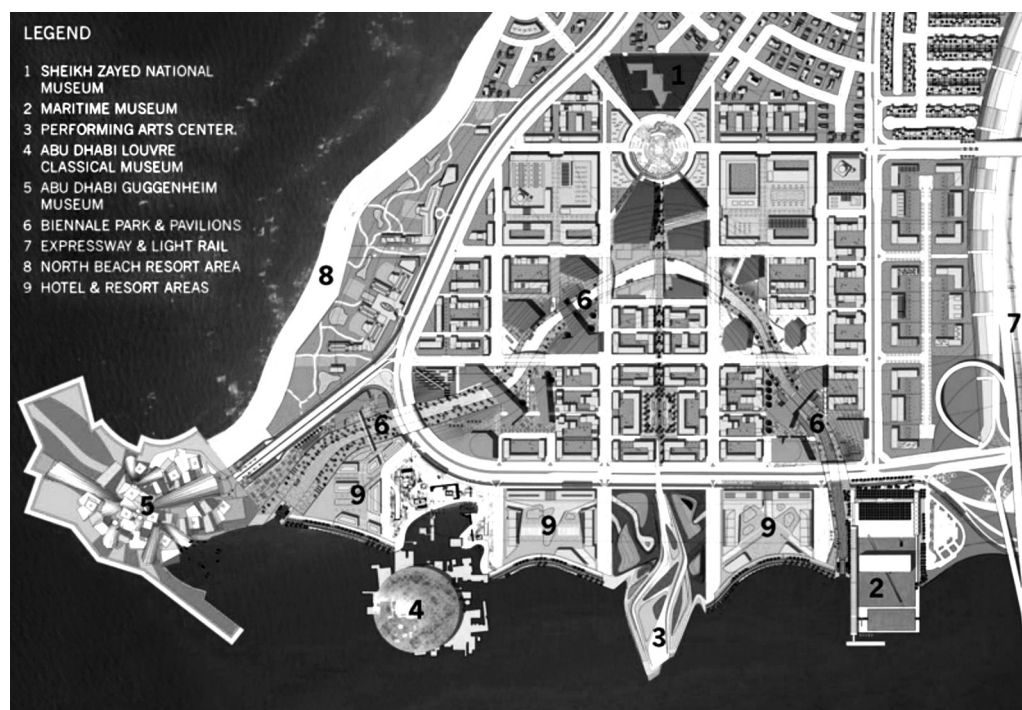 LEGEND
1 SHEIKH ZAYED NATIONAL
MUSEUM
2 MARITIME MUSEUM
3 PERFORMING ARTS CENTER
4 ABU DHABI LOUVRE
CLASSICAL MUSEUM
5 ABU DHABI GUGGENHEIM
MUSEUM
6 BIENNALE PARK & PAVILIONS
7 EXPRESSWAY & LIGHT RAIL
8 NORTH BEACH RESORT AREA
9 HOTEL & RESORT AREAS
1
8
6
7
6
6
9
5
9
9
2
4
3